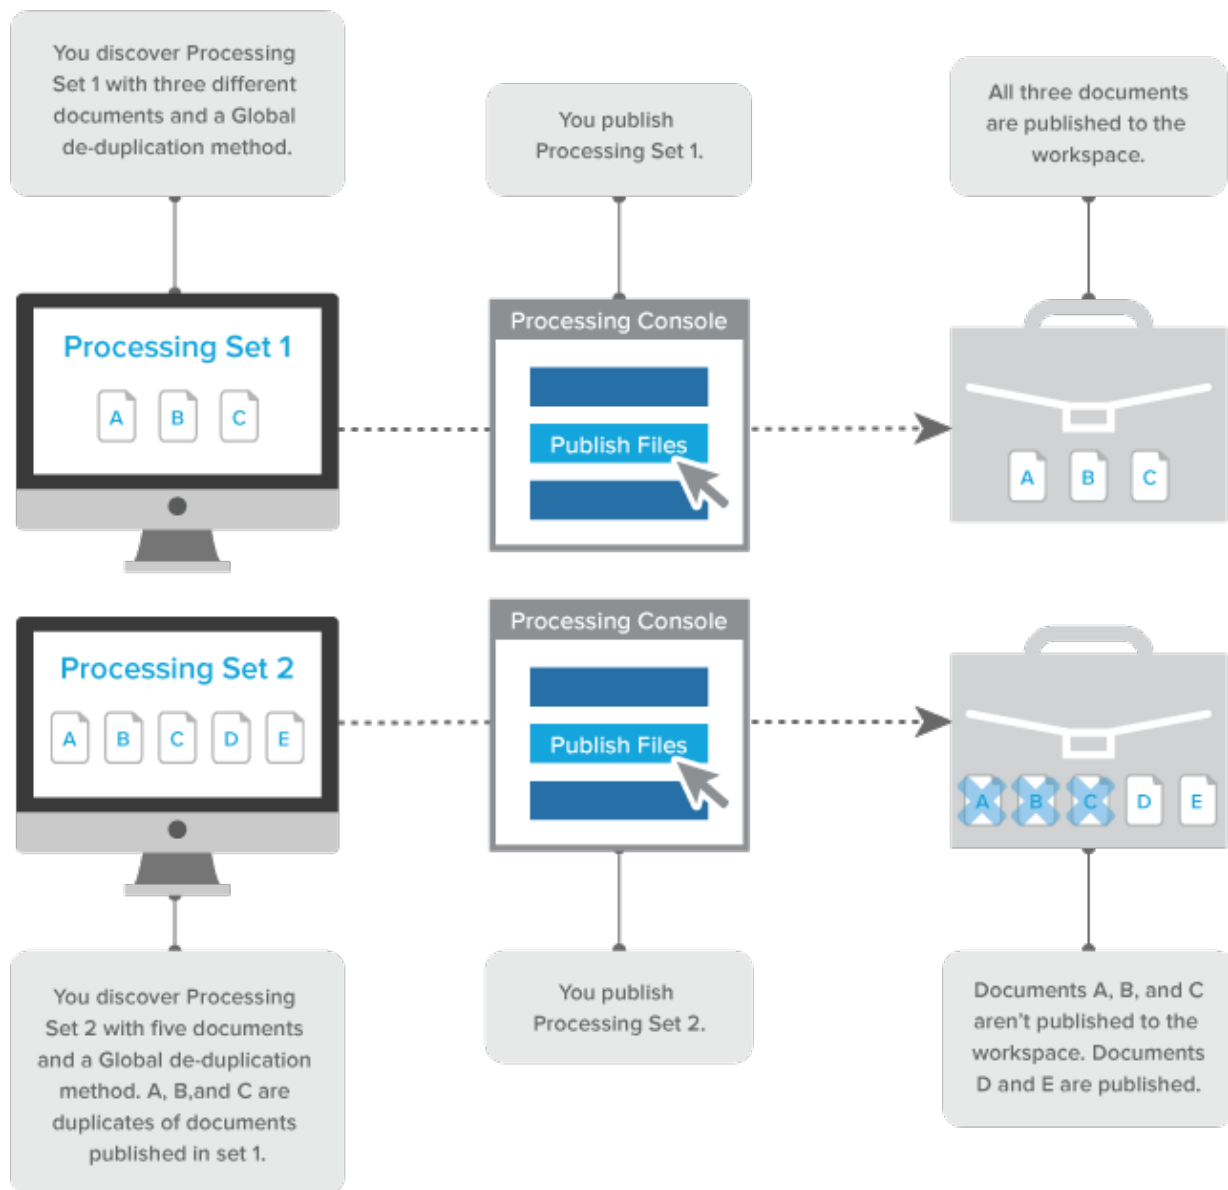 You discover Processing
Set 1 with three different
documents and a Global
de-duplication method.
You publish
Processing Set 1.
All three documents
are published to the
workspace.
Processing Set 1
A B C
Processing Console
Publish Files
A B C
Processing Set 2
A B C D E
Processing Console
Publish Files
A B C D E
You discover Processing
Set 2 with five documents
and a Global de-duplication
method. A, B,and C are
duplicates of documents
published in set 1.
You publish
Processing Set 2.
Documents A, B, and C
aren't published to the
workspace. Documents
D and E are published.